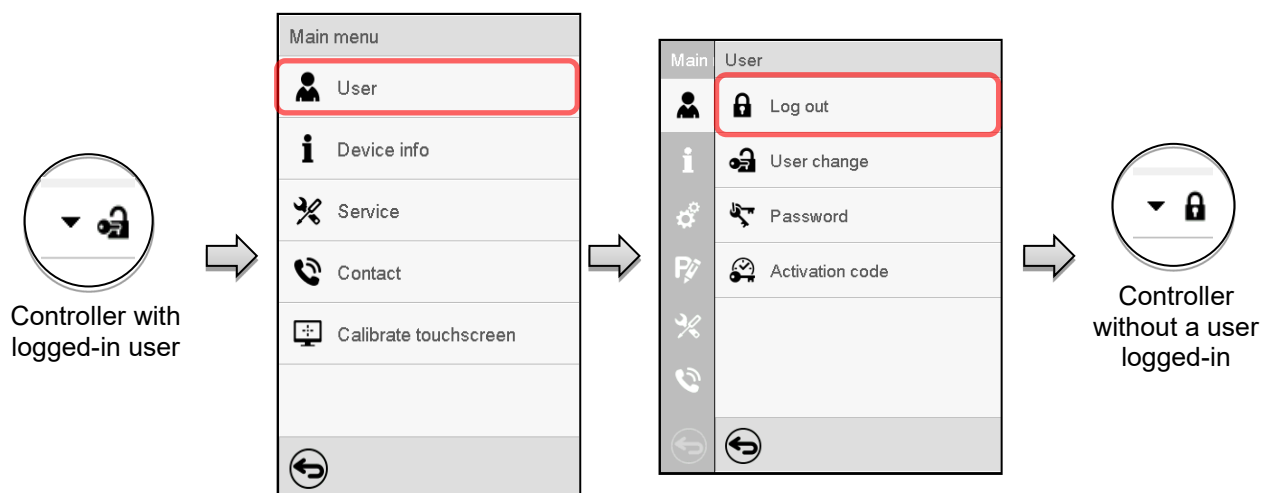 Controller with
logged-in user
Main menu
User
Device info
Service
Contact
Calibrate touchscreen
Main
User
Log out
User change
Password
Activation code
Controller
without a user
logged-in